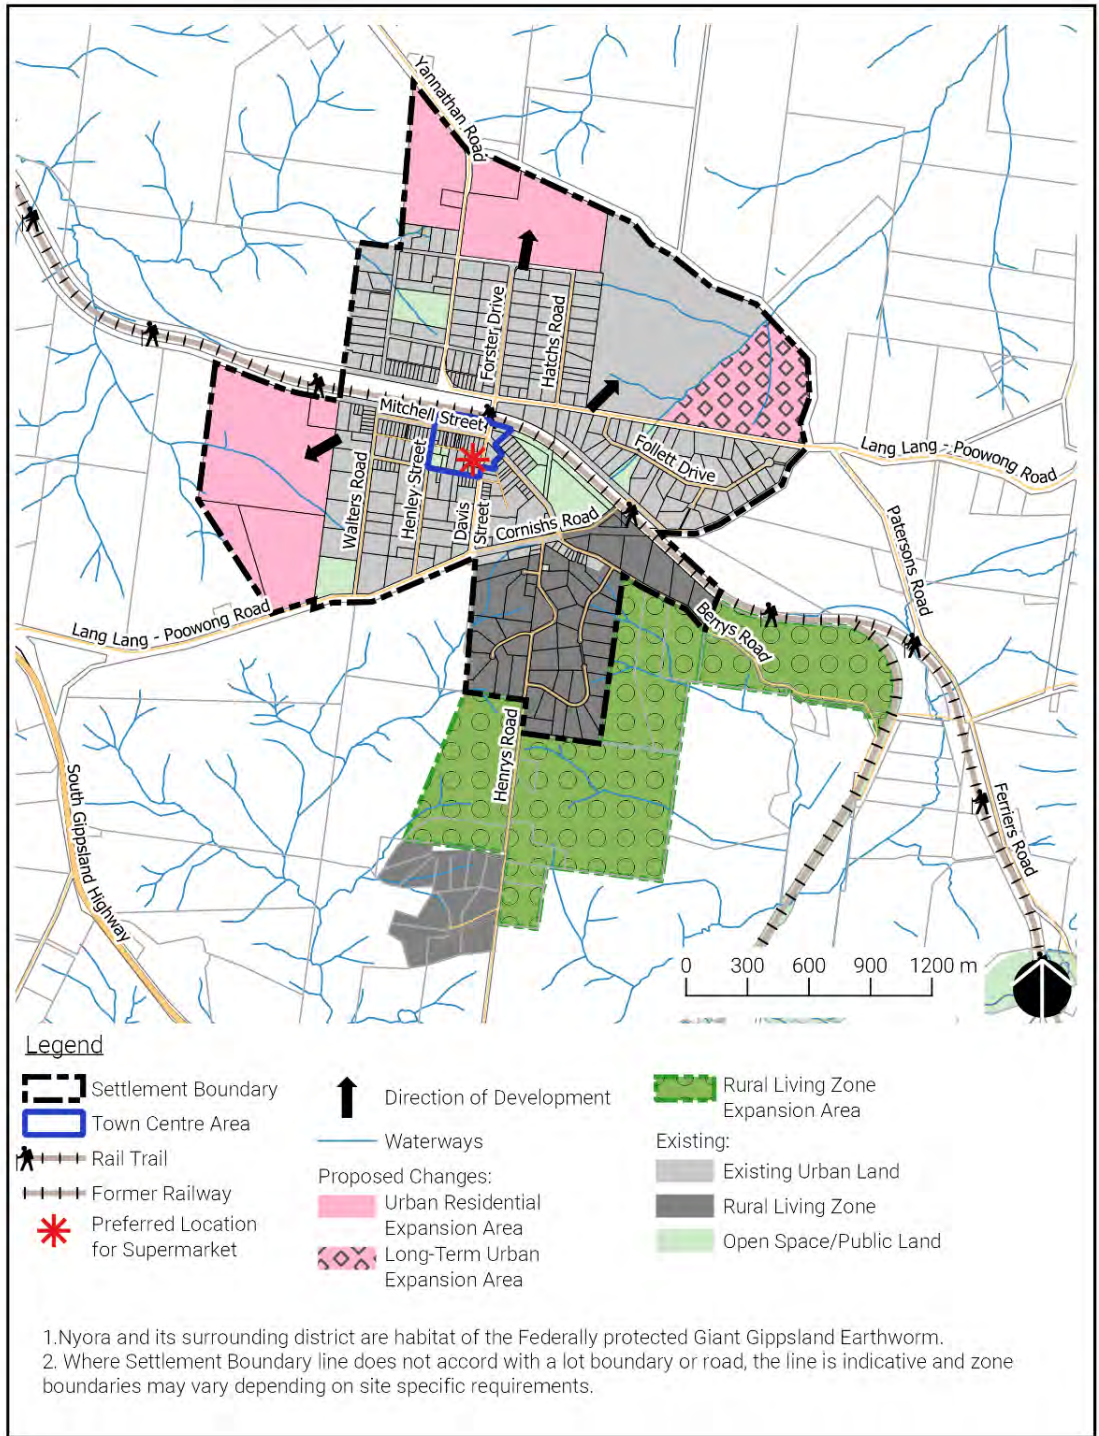 Yannathan Road
Forster Drive
Hatchs Road
Mitchell Street
Follett Drive
Lang Lang - Poowong Road
Walters Road
Henley Street
Davis
Street
Cornishs Road
Patersons Road
Lang Lang - Poowong Road
Berrys Road
Henrys Road
South Gippsland Highway
Ferriers Road
0 300 600 900 1200 m
Legend
Settlement Boundary
Town Centre Area
Rail Trail
Former Railway
Preferred Location
for Supermarket
Direction of Development
Waterways
Proposed Changes:
Urban Residential
Expansion Area
Long-Term Urban
Expansion Area
Rural Living Zone
Expansion Area
Existing:
Existing Urban Land
Rural Living Zone
Open Space/Public Land
1.Nyora and its surrounding district are habitat of the Federally protected Giant Gippsland Earthworm.
2. Where Settlement Boundary line does not accord with a lot boundary or road, the line is indicative and zone
boundaries may vary depending on site specific requirements.